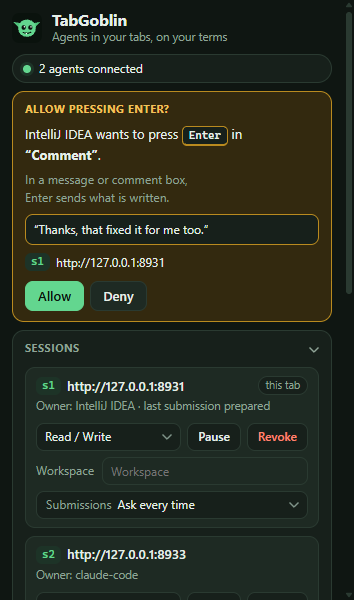 TabGoblin
Agents in your tabs, on your terms
2 agents connected
ALLOW PRESSING ENTER?
IntelliJ IDEA wants to press Enter in
“Comment”.
In a message or comment box,
Enter sends what is written.
“Thanks, that fixed it for me too.”
s1 http://127.0.0.1:8931
Allow Deny
SESSIONS
s1 http://127.0.0.1:8931 this tab
Owner: IntelliJ IDEA · last submission prepared
Read / Write Pause Revoke
Workspace Workspace
Submissions Ask every time
s2 http://127.0.0.1:8933
Owner: claude-code